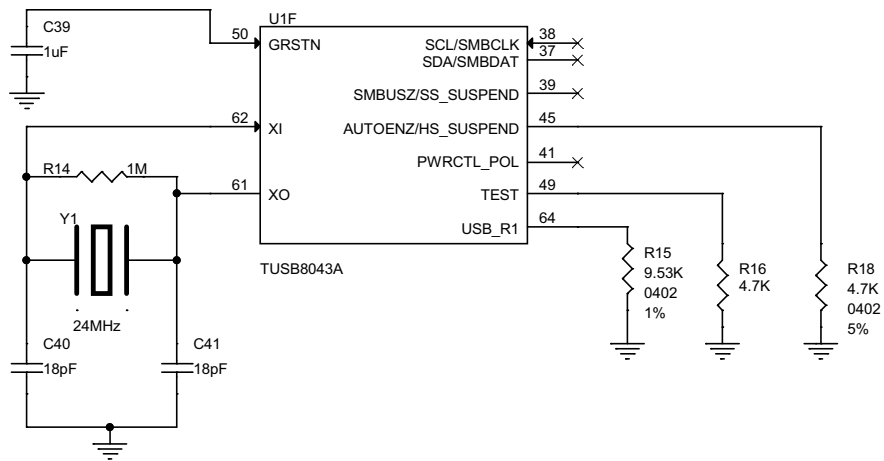 U1F
C39
1uF
50
GRSTN
SCL/SMBCLK
38
SDA/SMBDAT
37
SMBUSZ/SS_SUSPEND
39
62
XI
AUTOENZ/HS_SUSPEND
45
R14
1M
PWRCTL_POL
41
61
XO
TEST
49
Y1
USB_R1
64
TUSB8043A
R15
9.53K
0402
1%
R16
4.7K
R18
4.7K
0402
5%
24MHz
C40
18pF
C41
18pF